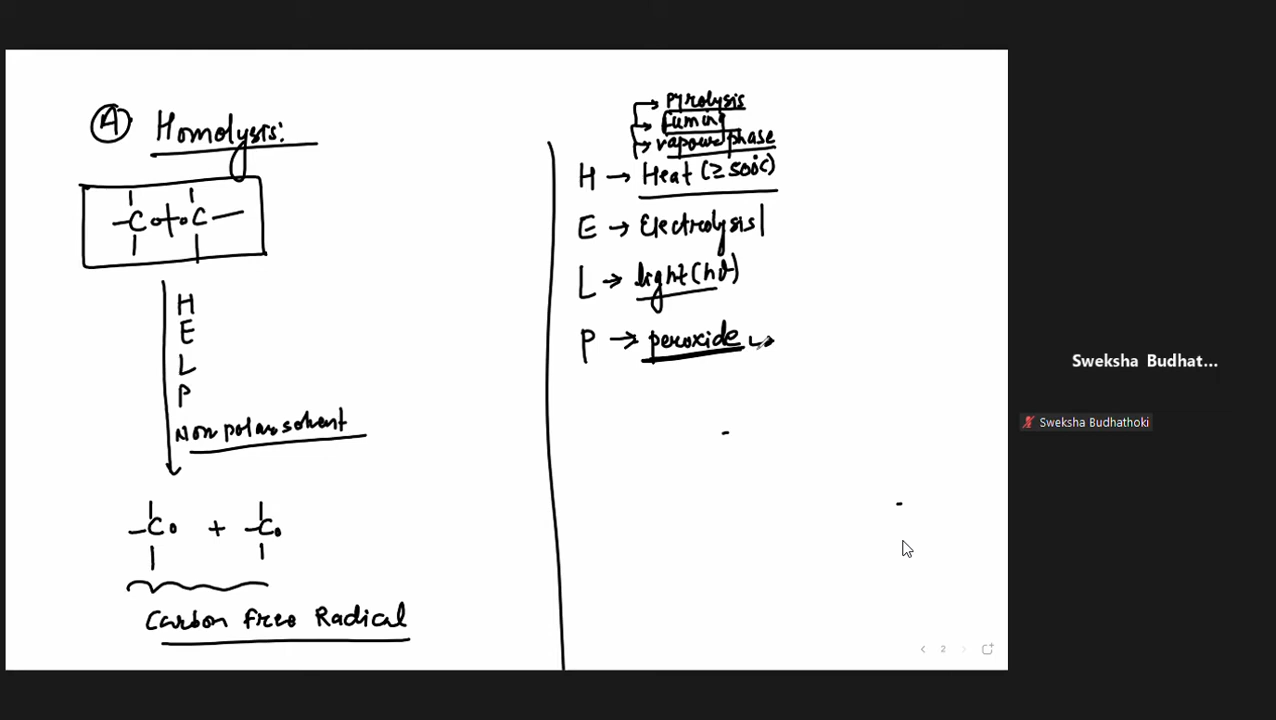 A Homolysis:
-C o+o C-
H
E
L
P
Non polar solvent
-C o + -C o
Carbon free Radical
pyrolysis
fuming
vapour phase
H → Heat (≥ 500°C)
E → Electrolysis
L → light (hν)
P → peroxide
2
Sweksha Budhat...
Sweksha Budhathoki